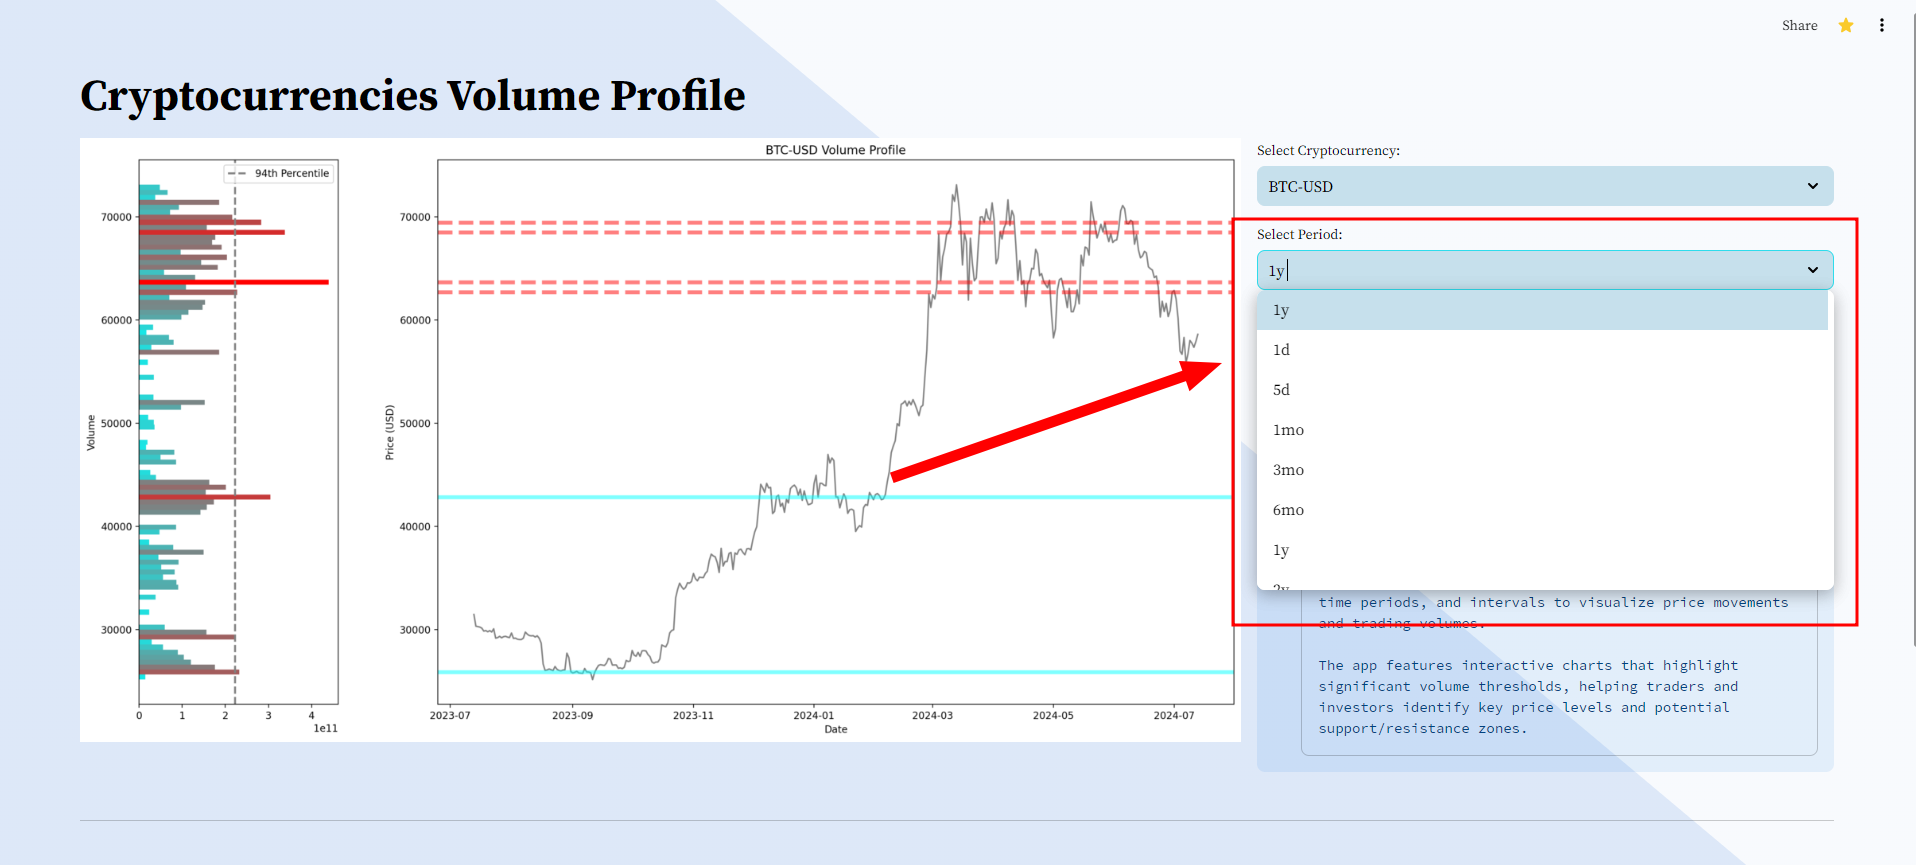 Share
Cryptocurrencies Volume Profile
94th Percentile
70000
60000
50000
40000
30000
Volume
0 1 2 3 4
1e11
BTC-USD Volume Profile
70000
60000
50000
40000
30000
Price (USD)
2023-07 2023-09 2023-11 2024-01 2024-03 2024-05 2024-07
Date
Select Cryptocurrency:
BTC-USD
Select Period:
1y
1y
1d
5d
1mo
3mo
6mo
1y
time periods, and intervals to visualize price movements
and trading volumes.
The app features interactive charts that highlight
significant volume thresholds, helping traders and
investors identify key price levels and potential
support/resistance zones.